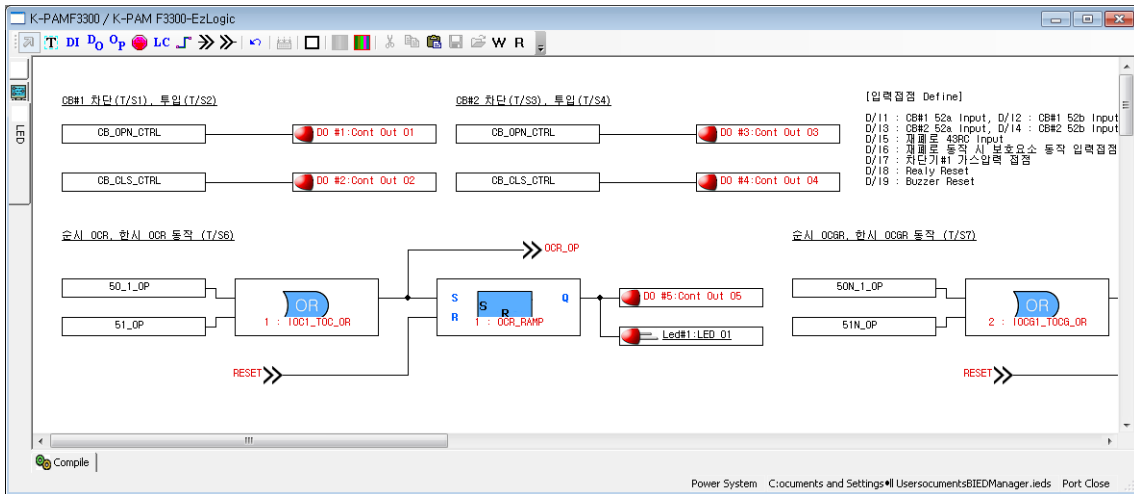 K-PAMF3300 / K-PAM F3300-EzLogic
T DI DO OP LC W R
LED
CB#1 차단(T/S1), 투입(T/S2)
CB#2 차단(T/S3), 투입(T/S4)
[입력접점 Define]
CB_OPN_CTRL
DO #1:Cont Out 01
CB_OPN_CTRL
DO #3:Cont Out 03
D/I1 : CB#1 52a Input, D/I2 : CB#1 52b Input
D/I3 : CB#2 52a Input, D/I4 : CB#2 52b Input
D/I5 : 재폐로 43RC Input
D/I6 : 재폐로 동작 시 보호요소 동작 입력접점
D/I7 : 차단기#1 가스압력 접점
D/I8 : Realy Reset
D/I9 : Buzzer Reset
CB_CLS_CTRL
DO #2:Cont Out 02
CB_CLS_CTRL
DO #4:Cont Out 04
순시 OCR, 한시 OCR 동작 (T/S6)
순시 OCGR, 한시 OCGR 동작 (T/S7)
OCR_OP
50_1_OP
51_OP
OR
1 : IOC1_TOC_OR
S
R
S
R
Q
1 : OCR_RAMP
DO #5:Cont Out 05
Led#1:LED 01
50N_1_OP
51N_OP
OR
2 : IOCG1_TOCG_OR
RESET
RESET
Compile
Power System C:ocuments and Settings•ll UsersocumentsBIEDManager.ieds Port Close